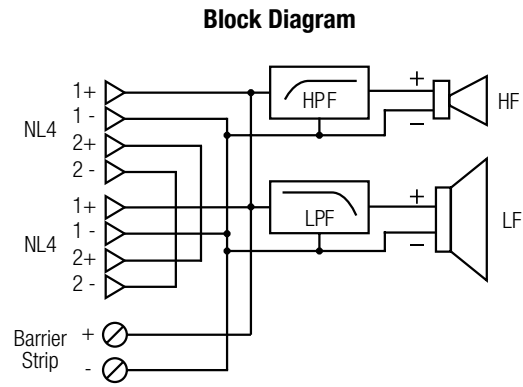 Block Diagram
NL4
1+
1 -
2+
2 -
NL4
1+
1 -
2+
2 -
Barrier
Strip
+
-
HPF
+
−
HF
LPF
+
−
LF